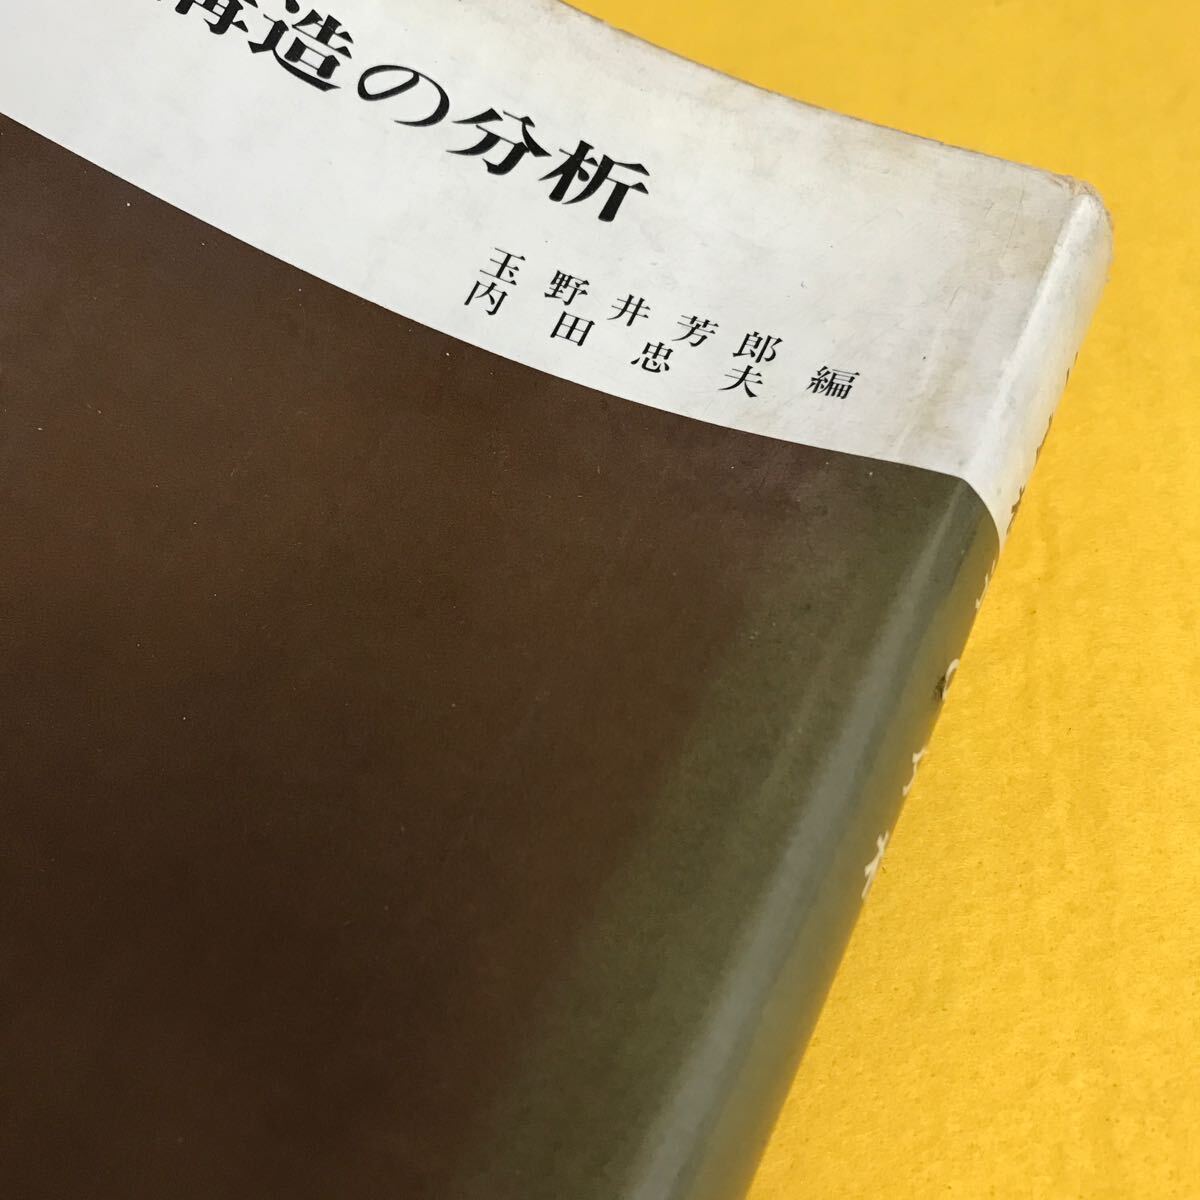 構造の分析
玉野井芳郎
内田忠夫 編